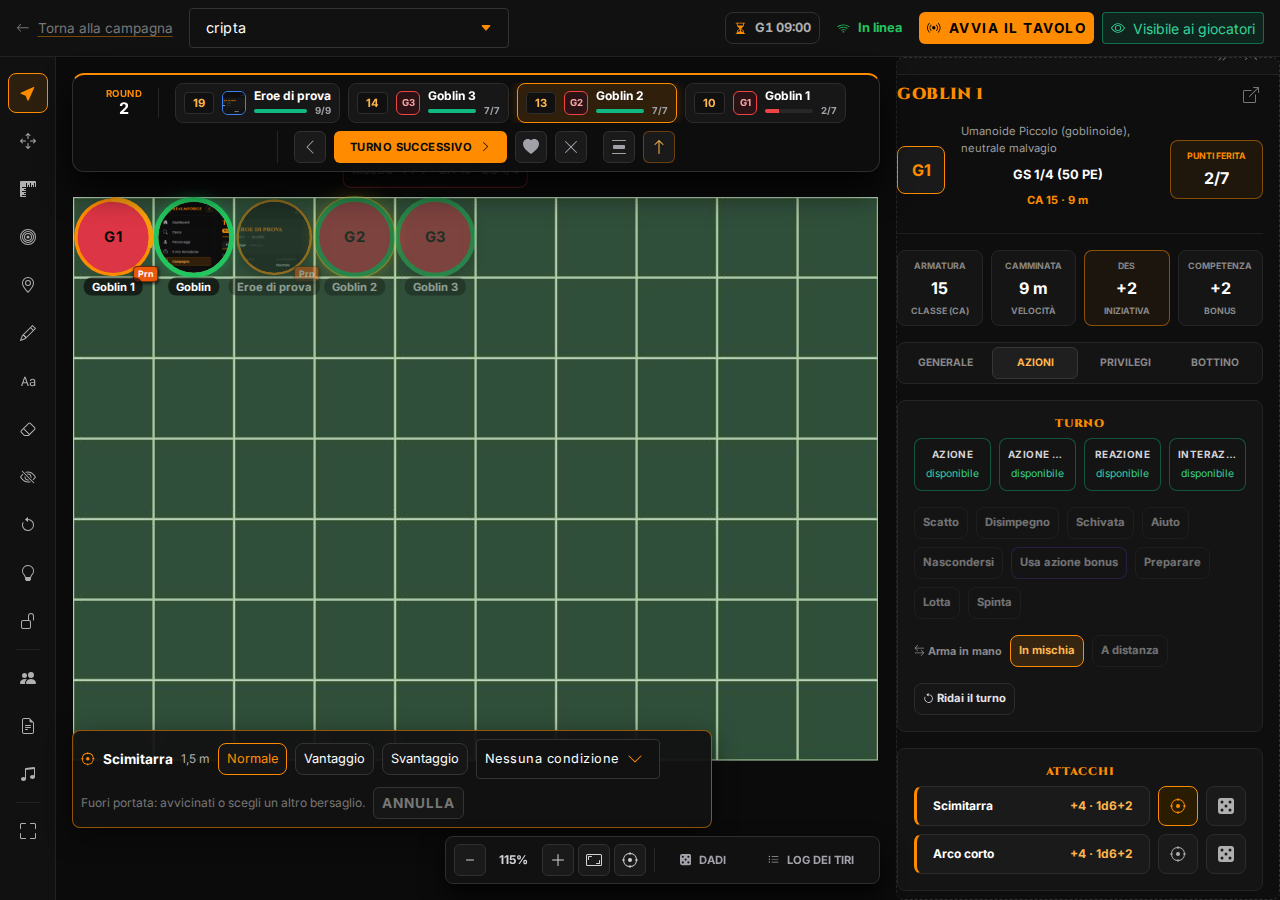 Torna alla campagna
cripta
G1 09:00
In linea
AVVIA IL TAVOLO
Visibile ai giocatori
ROUND
2
19
Eroe di prova
9/9
14
G3
Goblin 3
7/7
13
G2
Goblin 2
7/7
10
G1
Goblin 1
2/7
TURNO SUCCESSIVO
G1
Prn
EROE DI PROVA
Prn
G2
G3
Goblin 1
Goblin
Eroe di prova
Goblin 2
Goblin 3
Aa
Scimitarra
1,5 m
Normale
Vantaggio
Svantaggio
Nessuna condizione
Fuori portata: avvicinati o scegli un altro bersaglio.
ANNULLA
115%
DADI
LOG DEI TIRI
GOBLIN 1
G1
Umanoide Piccolo (goblinoide),
neutrale malvagio
GS 1/4 (50 PE)
CA 15 · 9 m
PUNTI FERITA
2/7
ARMATURA
15
CLASSE (CA)
CAMMINATA
9 m
VELOCITÀ
DES
+2
INIZIATIVA
COMPETENZA
+2
BONUS
GENERALE
AZIONI
PRIVILEGI
BOTTINO
TURNO
AZIONE
disponibile
AZIONE ...
disponibile
REAZIONE
disponibile
INTERAZ...
disponibile
Scatto
Disimpegno
Schivata
Aiuto
Nascondersi
Usa azione bonus
Preparare
Lotta
Spinta
Arma in mano
In mischia
A distanza
Ridai il turno
ATTACCHI
Scimitarra
+4 · 1d6+2
Arco corto
+4 · 1d6+2